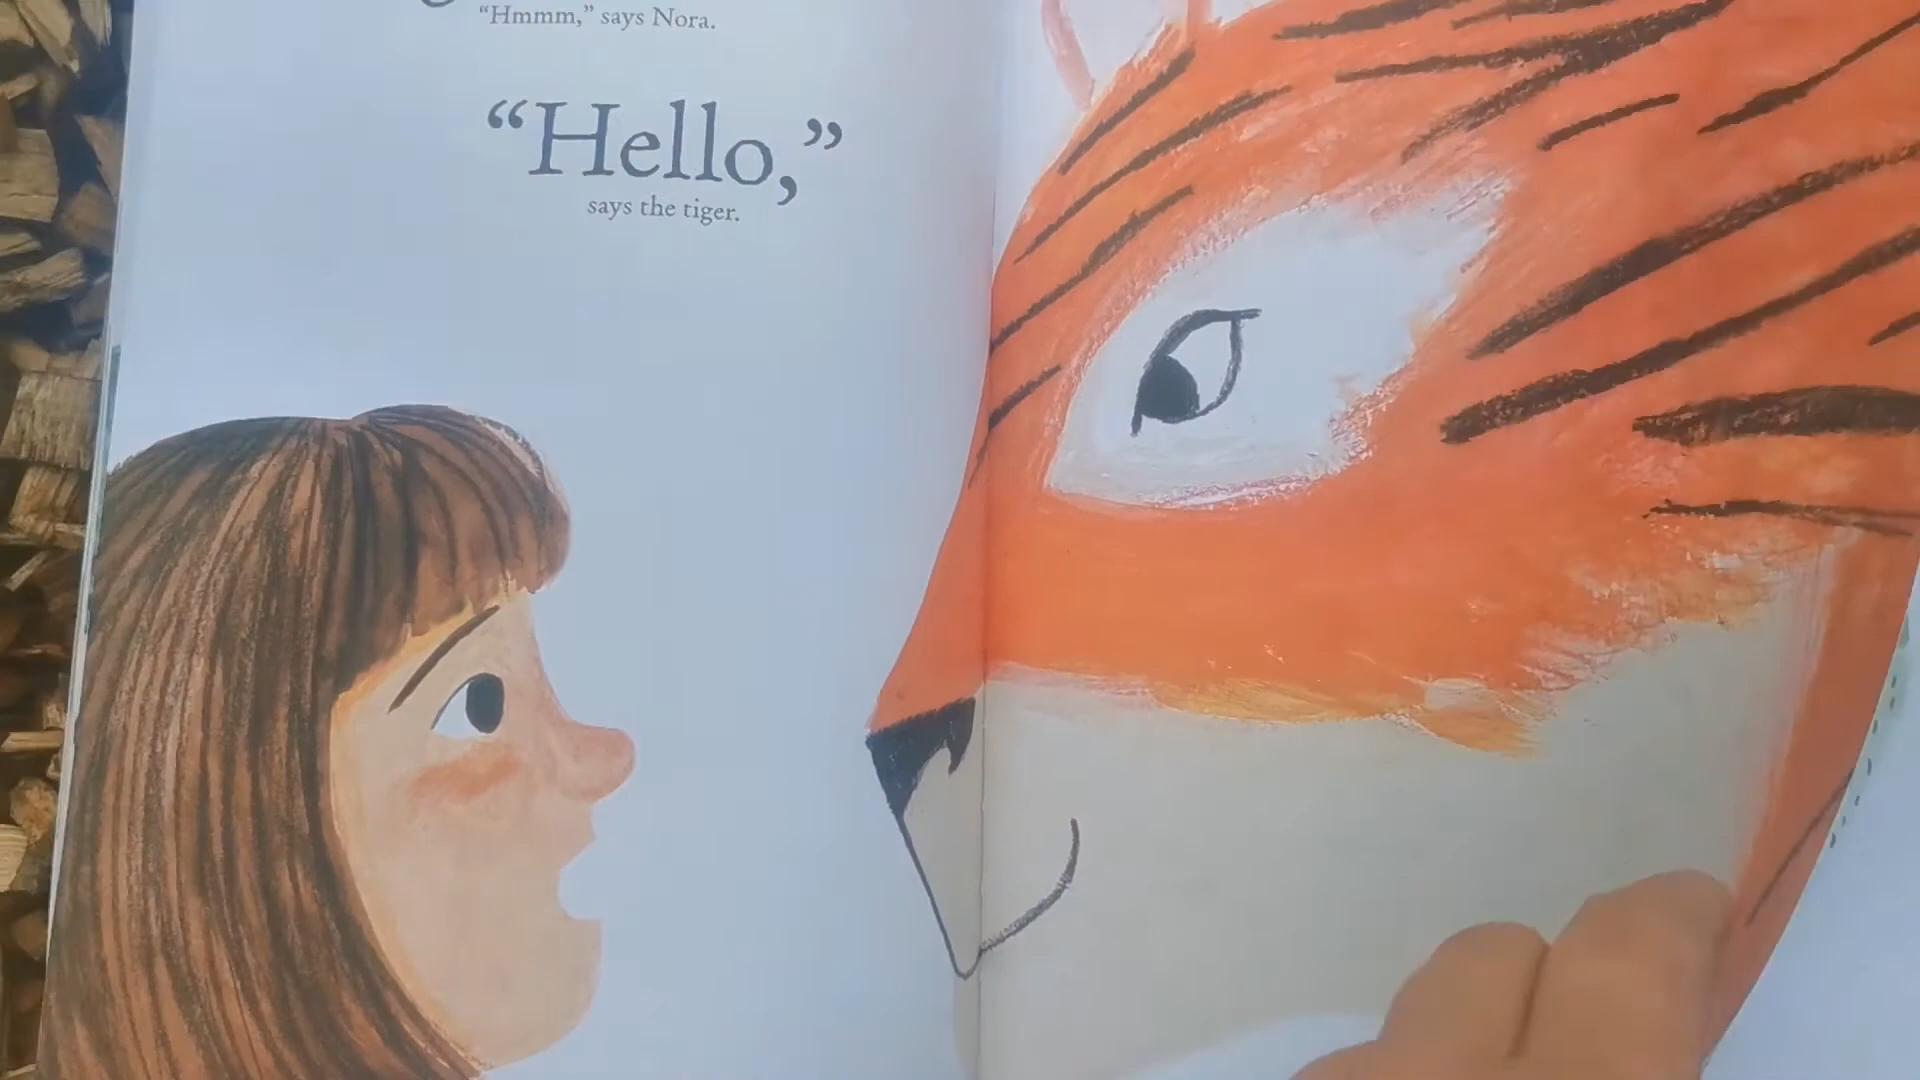 “Hmmm,” says Nora.
“Hello,”
says the tiger.